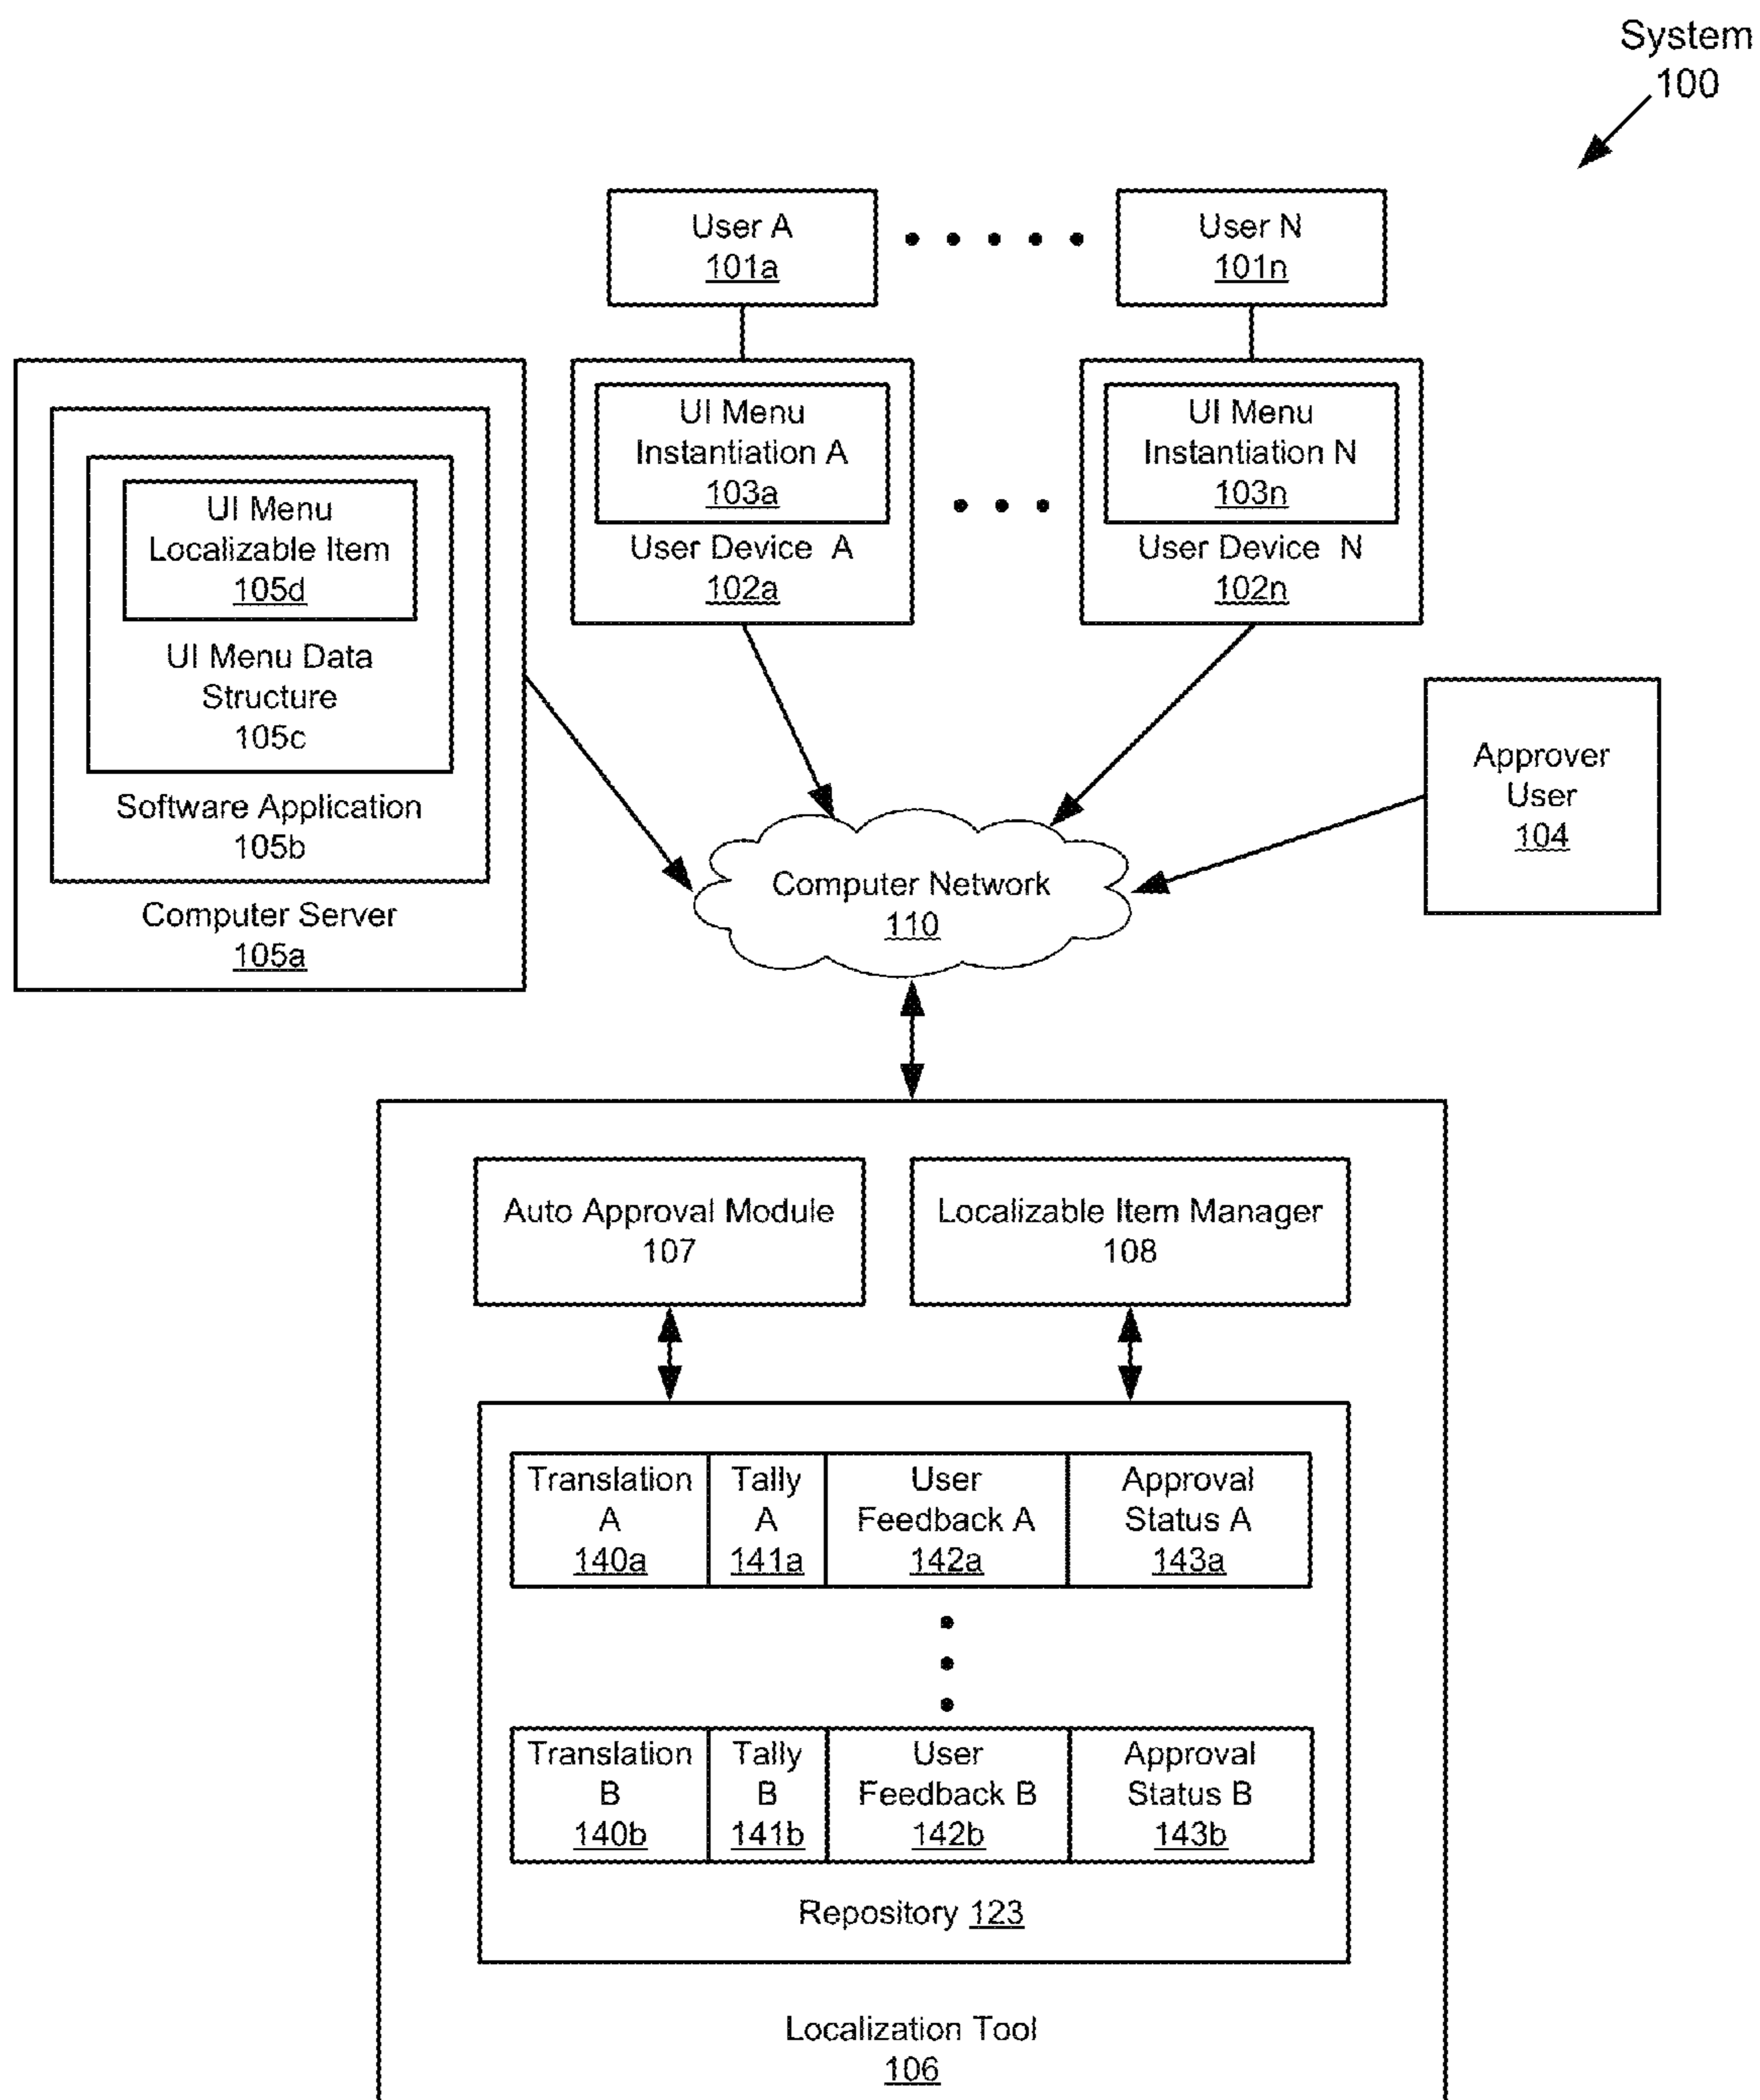 System
100
User A
101a
User N
101n
UI Menu
Instantiation A
103a
User Device A
102a
UI Menu
Instantiation N
103n
User Device N
102n
UI Menu
Localizable Item
105d
UI Menu Data
Structure
105c
Software Application
105b
Computer Server
105a
Approver
User
104
Computer Network
110
Auto Approval Module
107
Localizable Item Manager
108
Translation
A
140a
Tally
A
141a
User
Feedback A
142a
Approval
Status A
143a
Translation
B
140b
Tally
B
141b
User
Feedback B
142b
Approval
Status B
143b
Repository 123
Localization Tool
106